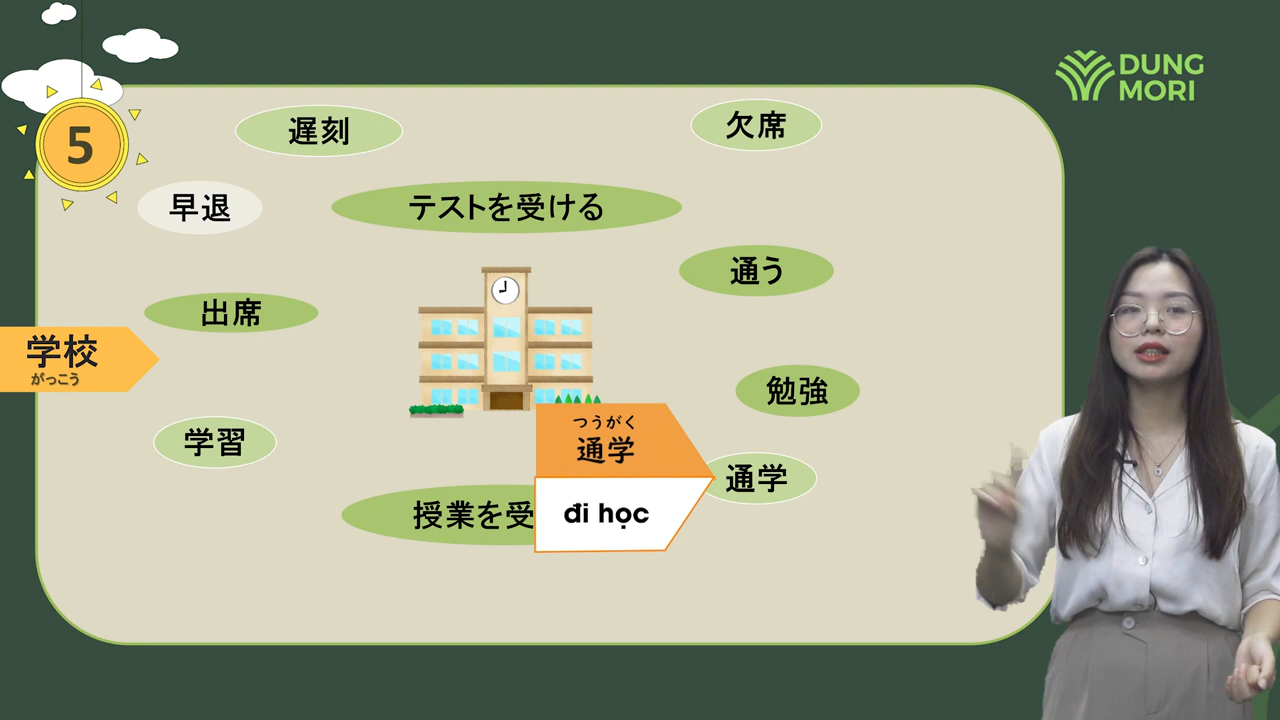 DUNG
MORI
5
遅刻
欠席
早退
テストを受ける
通う
出席
学校
がっこう
勉強
学習
つうがく
通学
通学
授業を受
đi học